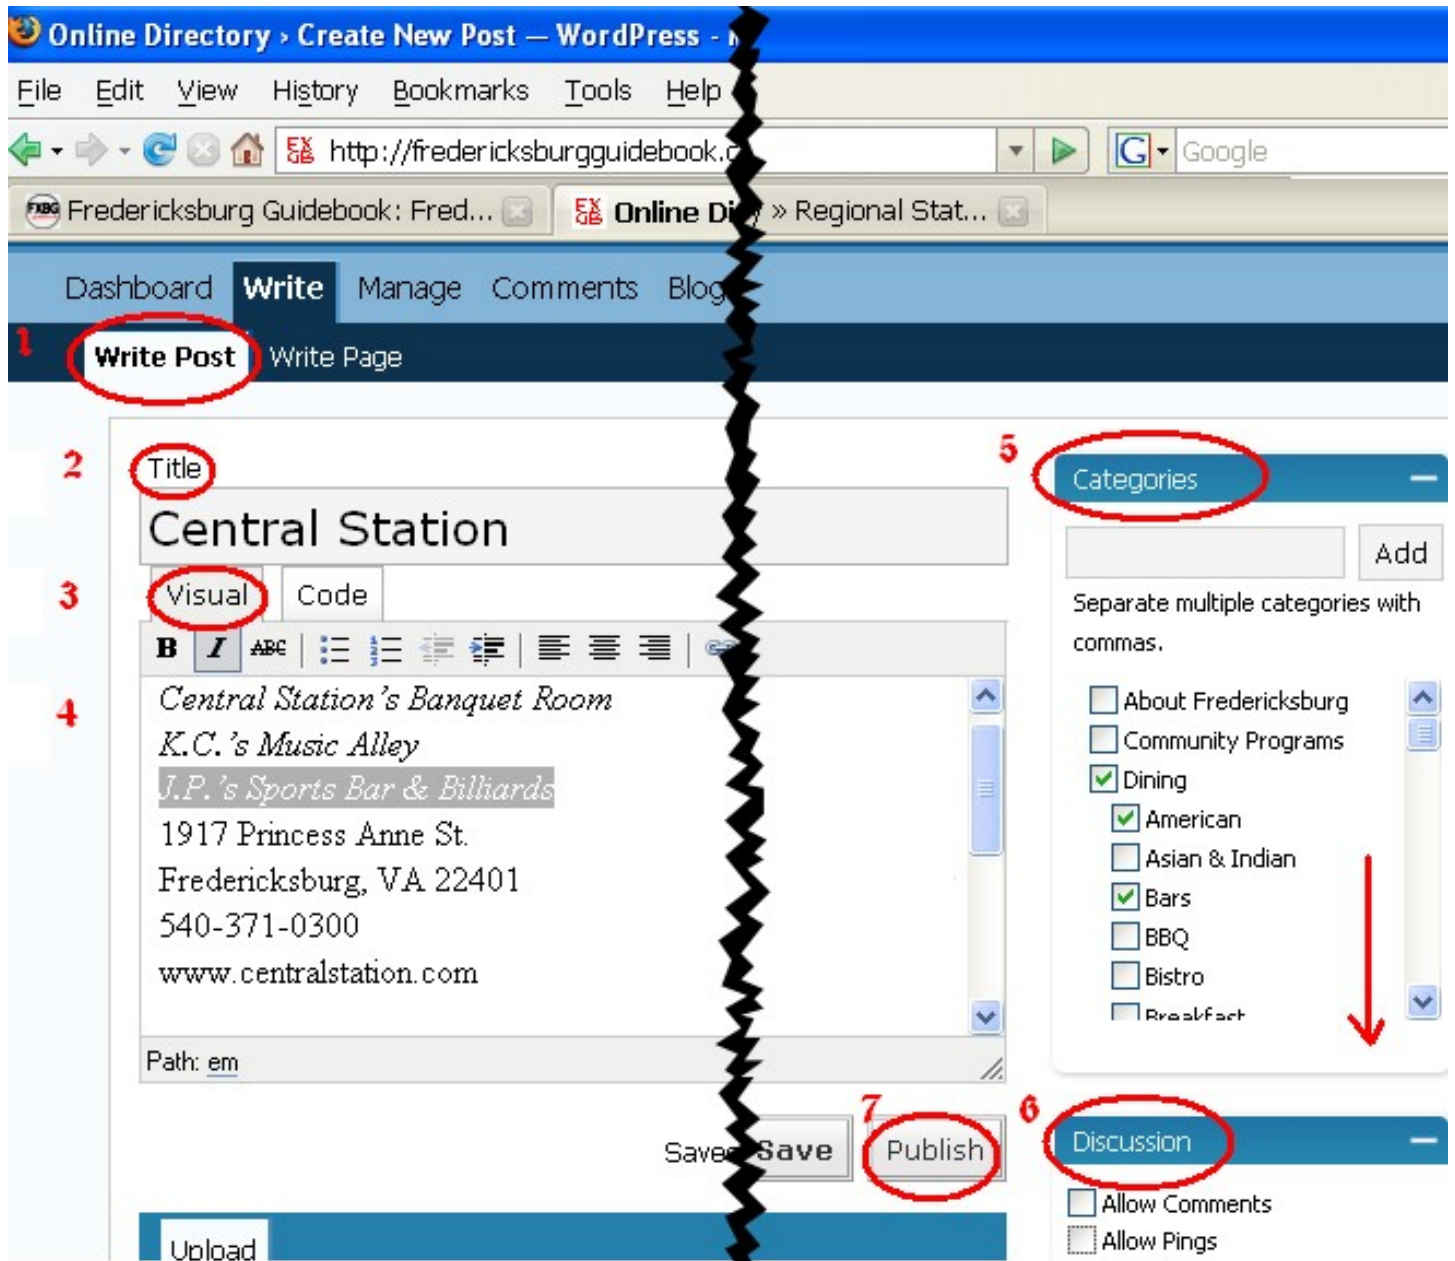 Online Directory › Create New Post — WordPress -
File Edit View History Bookmarks Tools Help
http://fredericksburgguidebook.c
G Google
FXBG Fredericksburg Guidebook: Fred... Online Di » Regional Stat...
Dashboard Write Manage Comments Blog
1 Write Post Write Page
2 Title
Central Station
3 Visual Code
B I ABC
4 Central Station's Banquet Room
K.C.'s Music Alley
J.P.'s Sports Bar & Billiards
1917 Princess Anne St.
Fredericksburg, VA 22401
540-371-0300
www.centralstation.com
Path: em
7
Save Publish
Upload
5 Categories
Add
Separate multiple categories with
commas.
About Fredericksburg
Community Programs
Dining
American
Asian & Indian
Bars
BBQ
Bistro
Breakfast
6 Discussion
Allow Comments
Allow Pings